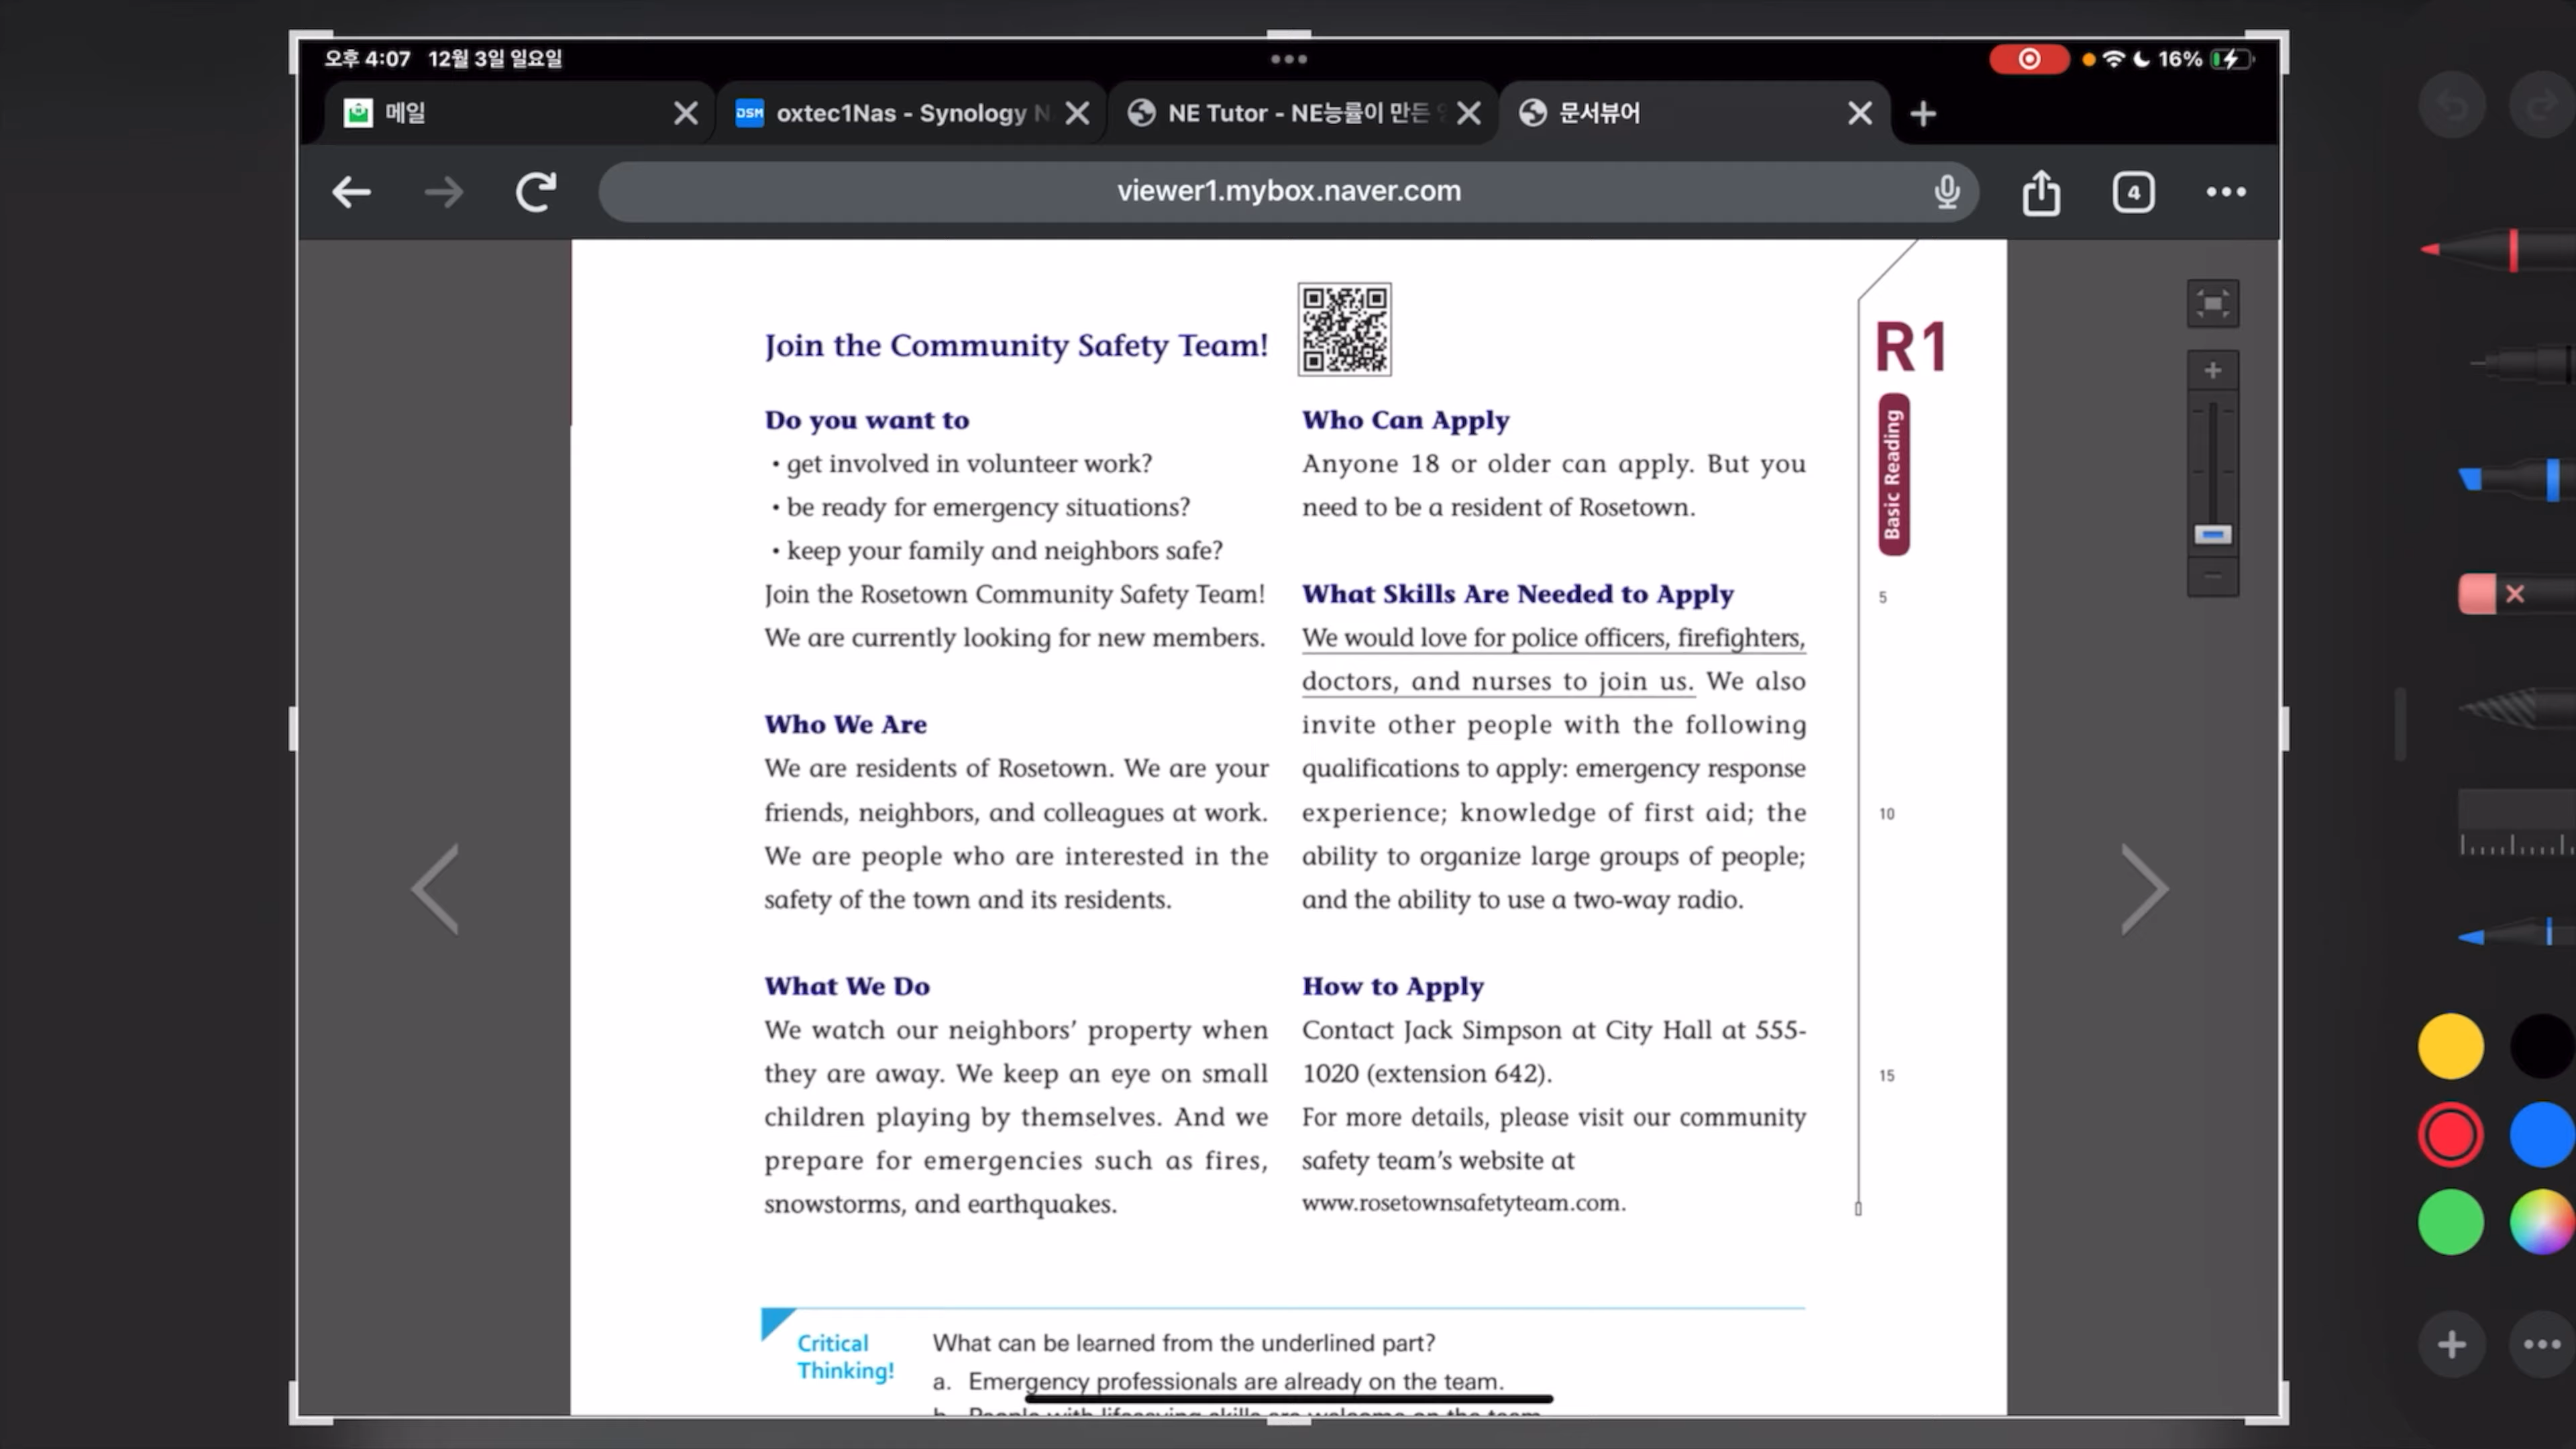 오후 4:07 12월 3일 일요일
16%
메일
DSM oxtec1Nas - Synology N
NE Tutor - NE능률이 만든
문서뷰어
viewer1.mybox.naver.com
4
Join the Community Safety Team!
Do you want to
• get involved in volunteer work?
• be ready for emergency situations?
• keep your family and neighbors safe?
Join the Rosetown Community Safety Team!
We are currently looking for new members.
Who We Are
We are residents of Rosetown. We are your
friends, neighbors, and colleagues at work.
We are people who are interested in the
safety of the town and its residents.
What We Do
We watch our neighbors’ property when
they are away. We keep an eye on small
children playing by themselves. And we
prepare for emergencies such as fires,
snowstorms, and earthquakes.
Who Can Apply
Anyone 18 or older can apply. But you
need to be a resident of Rosetown.
What Skills Are Needed to Apply
We would love for police officers, firefighters,
doctors, and nurses to join us. We also
invite other people with the following
qualifications to apply: emergency response
experience; knowledge of first aid; the
ability to organize large groups of people;
and the ability to use a two-way radio.
How to Apply
Contact Jack Simpson at City Hall at 555-
1020 (extension 642).
For more details, please visit our community
safety team’s website at
www.rosetownsafetyteam.com.
R1
Basic Reading
5
10
15
Critical
Thinking!
What can be learned from the underlined part?
a. Emergency professionals are already on the team.
b. People with lifesaving skills are welcome on the team.